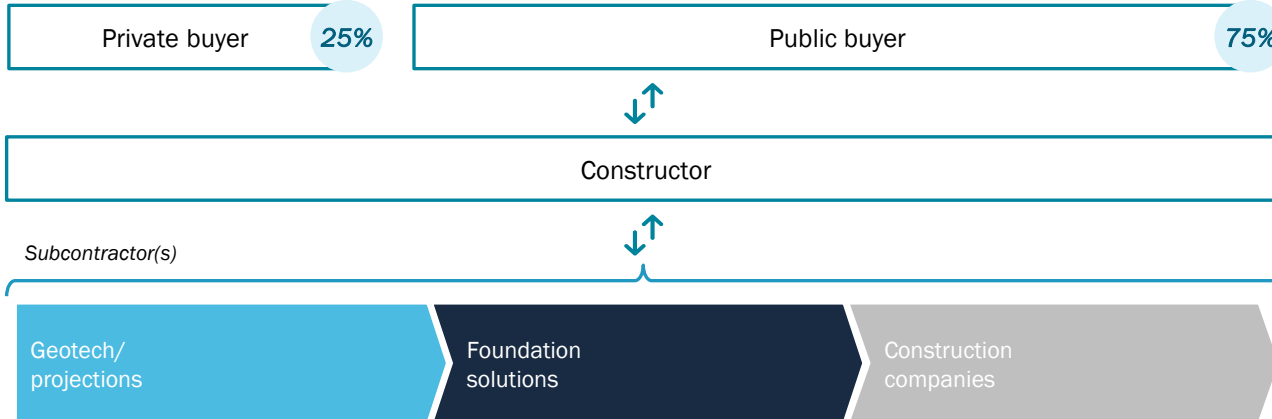 Private buyer
25%
Public buyer
75%
Constructor
Subcontractor(s)
Geotech/
projections
Foundation
solutions
Construction
companies